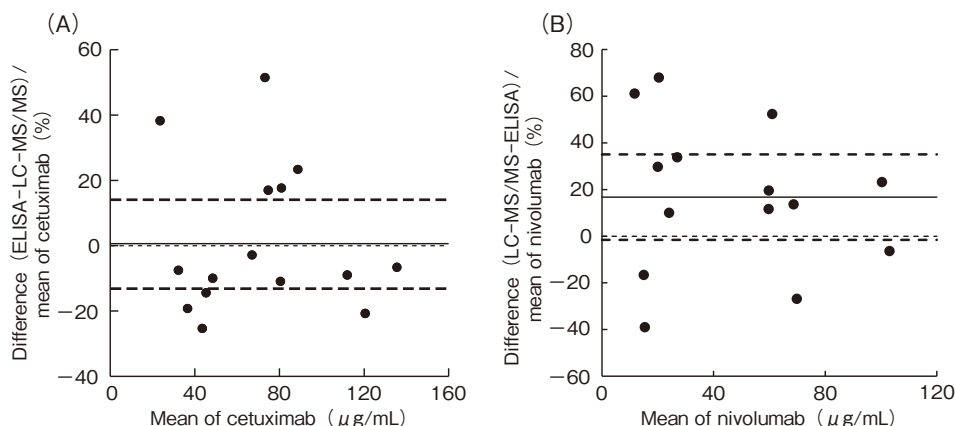 (A)
Difference (ELISA-LC-MS/MS)/
mean of cetuximab (%)
60
40
20
0
−20
−40
0
40
80
120
160
Mean of cetuximab (μg/mL)
(B)
Difference (LC-MS/MS-ELISA)/
mean of nivolumab (%)
80
60
40
20
0
−20
−40
−60
0
40
80
120
Mean of nivolumab (μg/mL)